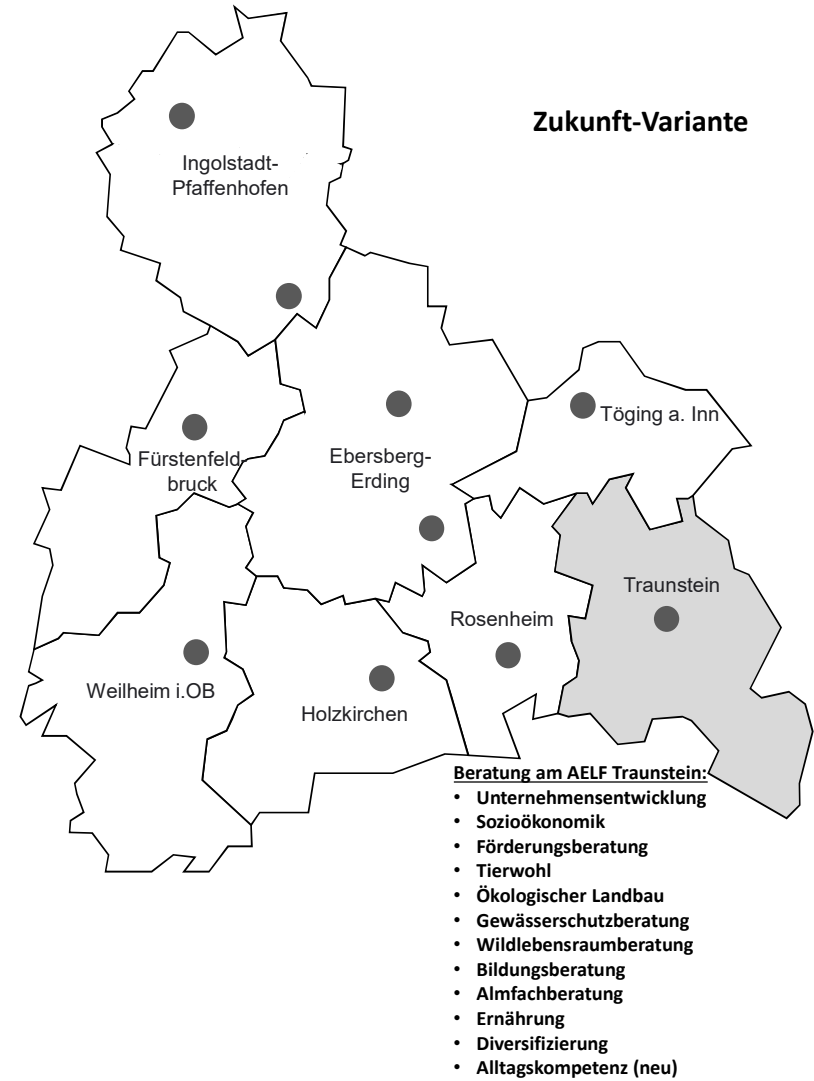 Zukunft-Variante
Ingolstadt-
Pfaffenhofen
Töging a. Inn
Fürstenfeld-
bruck
Ebersberg-
Erding
Traunstein
Rosenheim
Weilheim i.OB
Holzkirchen
Beratung am AELF Traunstein:
• Unternehmensentwicklung
• Sozioökonomik
• Förderungsberatung
• Tierwohl
• Ökologischer Landbau
• Gewässerschutzberatung
• Wildlebensraumberatung
• Bildungsberatung
• Almfachberatung
• Ernährung
• Diversifizierung
• Alltagskompetenz (neu)